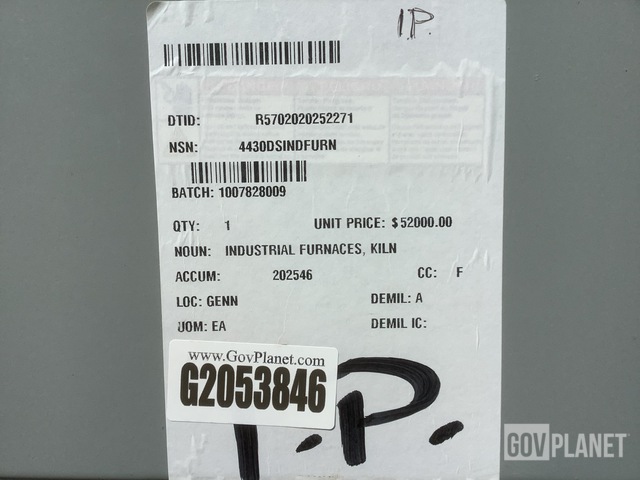 I.P.
DTID: R5702020252271
NSN: 4430DSINDFURN
BATCH: 1007828009
QTY: 1 UNIT PRICE: $52000.00
NOUN: INDUSTRIAL FURNACES, KILN
ACCUM: 202546 CC: F
LOC: GENN DEMIL: A
UOM: EA DEMIL IC:
www.GovPlanet.com
G2053846
I.P.
GOVPLANET